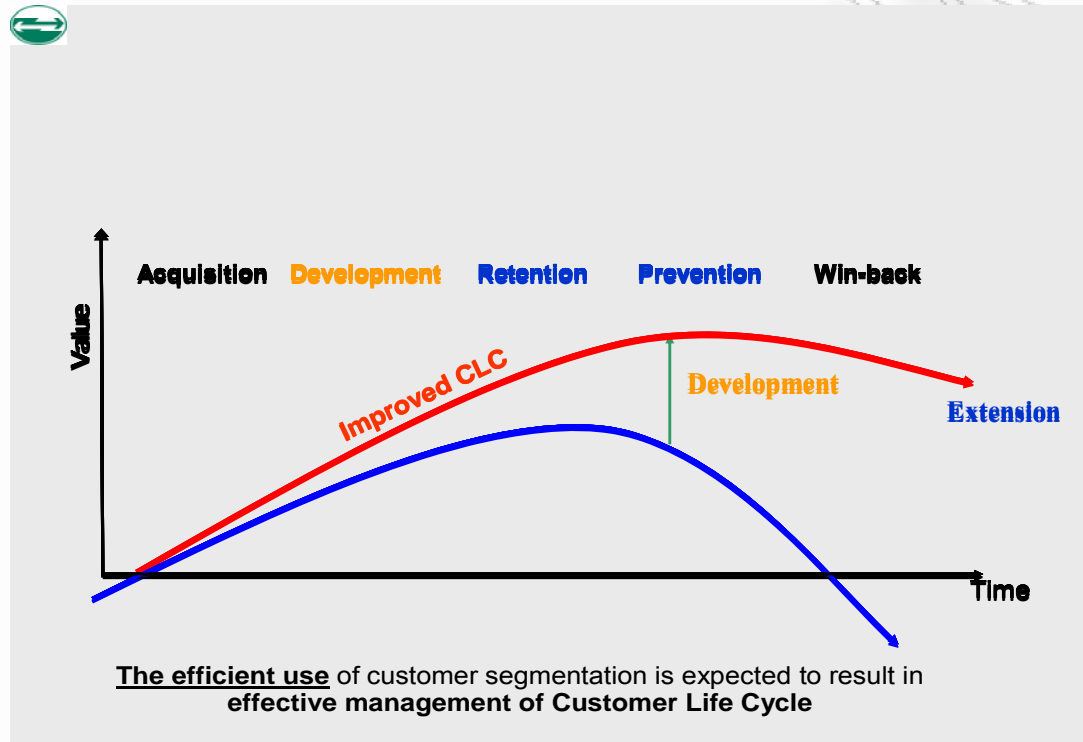 Acquisition Development Retention Prevention Win-back
Value
Improved CLC
Development
Extension
Time
The efficient use of customer segmentation is expected to result in
effective management of Customer Life Cycle